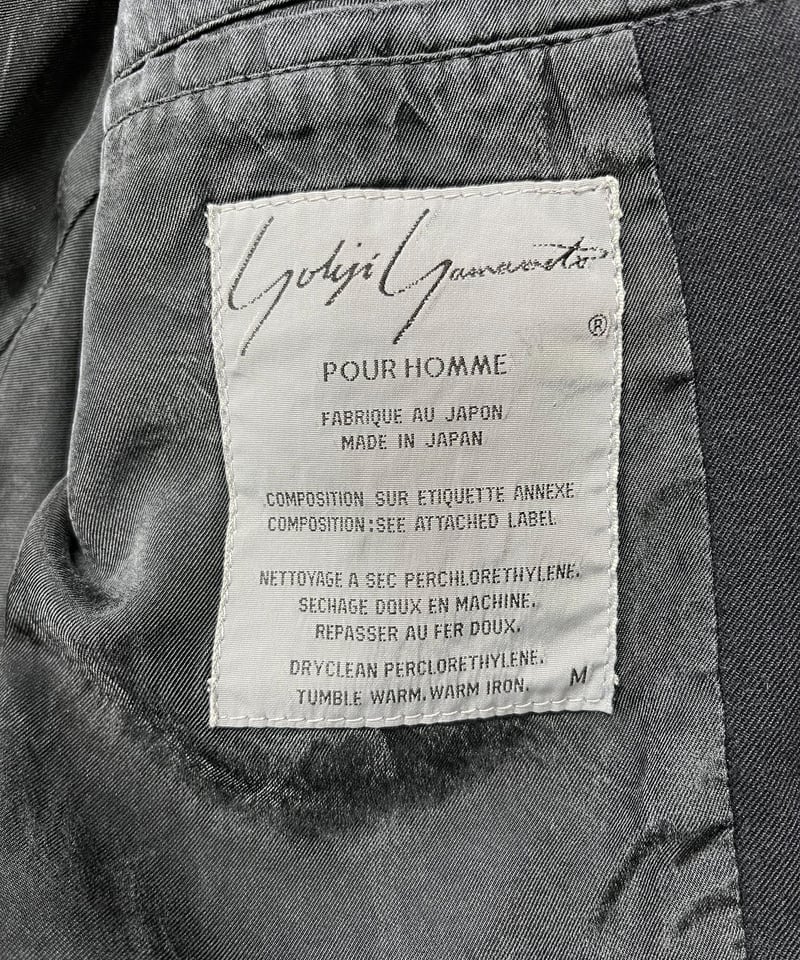 Yohji Yamamoto
®
POUR HOMME
FABRIQUE AU JAPON
MADE IN JAPAN
COMPOSITION SUR ETIQUETTE ANNEXE
COMPOSITION:SEE ATTACHED LABEL
NETTOYAGE A SEC PERCHLORETHYLENE.
SECHAGE DOUX EN MACHINE.
REPASSER AU FER DOUX.
DRYCLEAN PERCLORETHYLENE.
TUMBLE WARM.WARM IRON. M